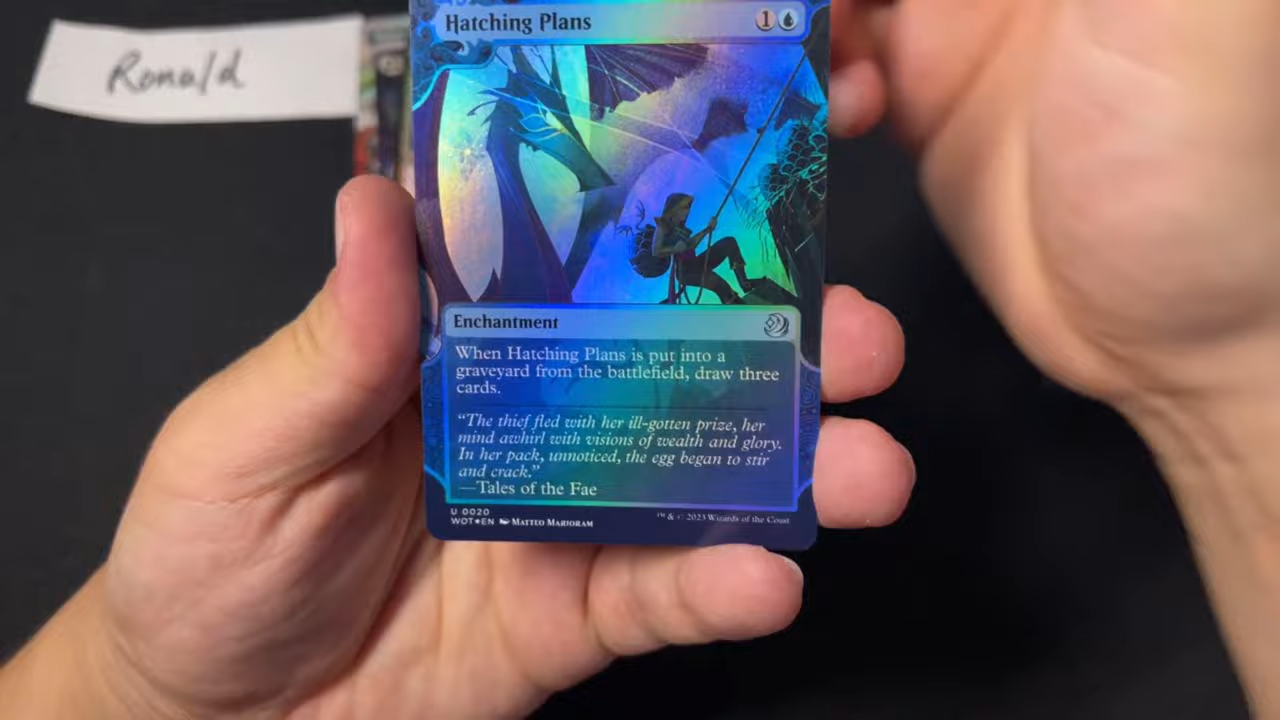 Ronald
Hatching Plans 1
Enchantment
When Hatching Plans is put into a
graveyard from the battlefield, draw three
cards.
"The thief fled with her ill-gotten prize, her
mind awhirl with visions of wealth and glory.
In her pack, unnoticed, the egg began to stir
and crack."
—Tales of the Fae
U 0020
WOT★EN Matteo Marjoram
™ & © 2023 Wizards of the Coast